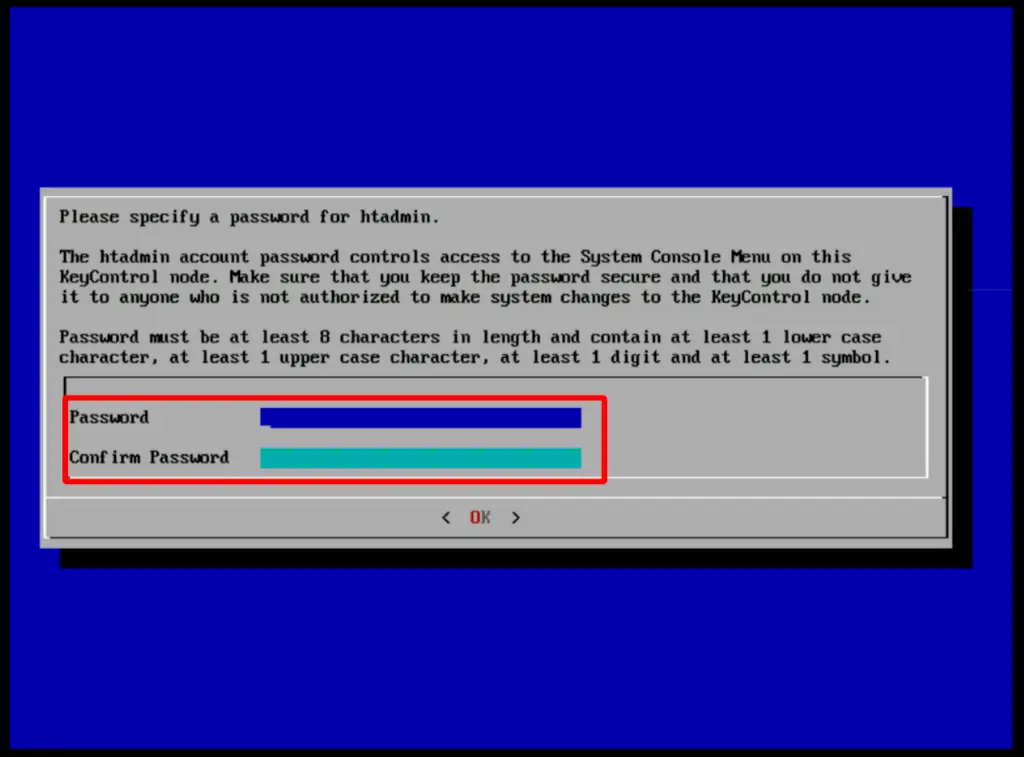 Please specify a password for htadmin.
The htadmin account password controls access to the System Console Menu on this
KeyControl node. Make sure that you keep the password secure and that you do not give
it to anyone who is not authorized to make system changes to the KeyControl node.
Password must be at least 8 characters in length and contain at least 1 lower case
character, at least 1 upper case character, at least 1 digit and at least 1 symbol.
Password
Confirm Password
< OK >